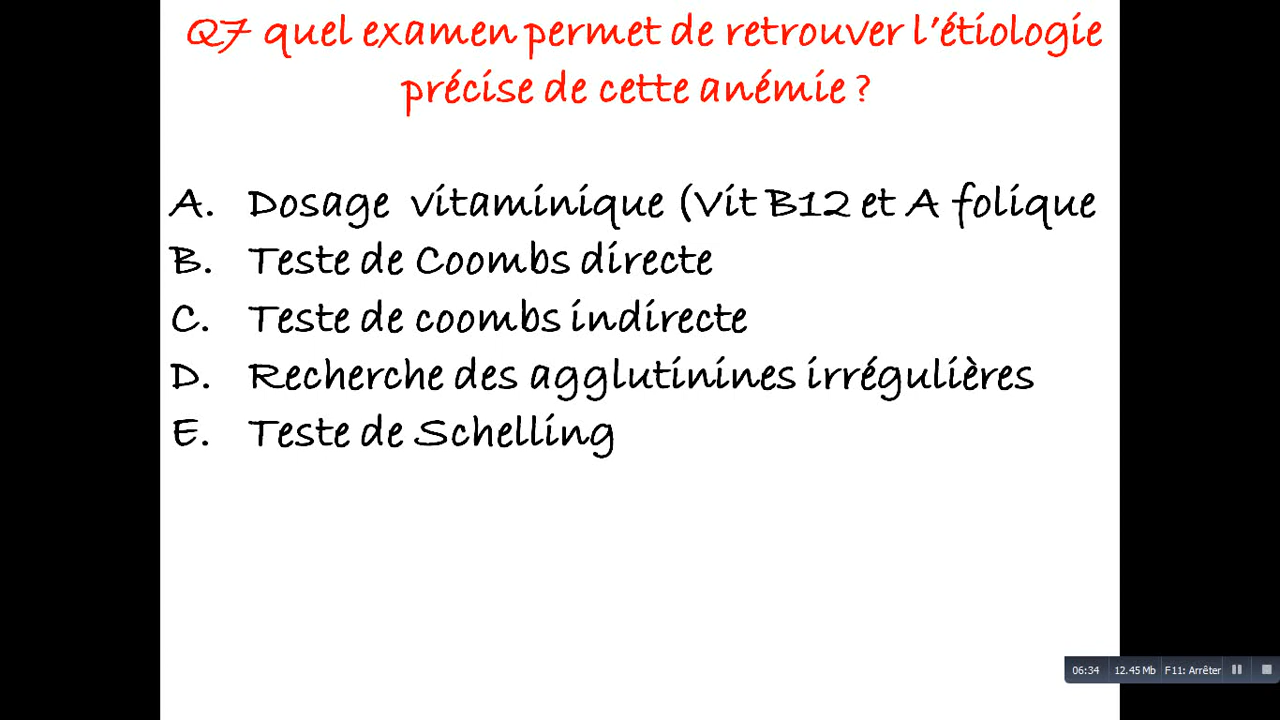 Q7 quel examen permet de retrouver l'étiologie
précise de cette anémie ?
A. Dosage vitaminique (Vit B12 et A folique
B. Teste de Coombs directe
C. Teste de coombs indirecte
D. Recherche des agglutinines irrégulières
E. Teste de Schelling
06:34 12.45 Mb F11: Arrêter